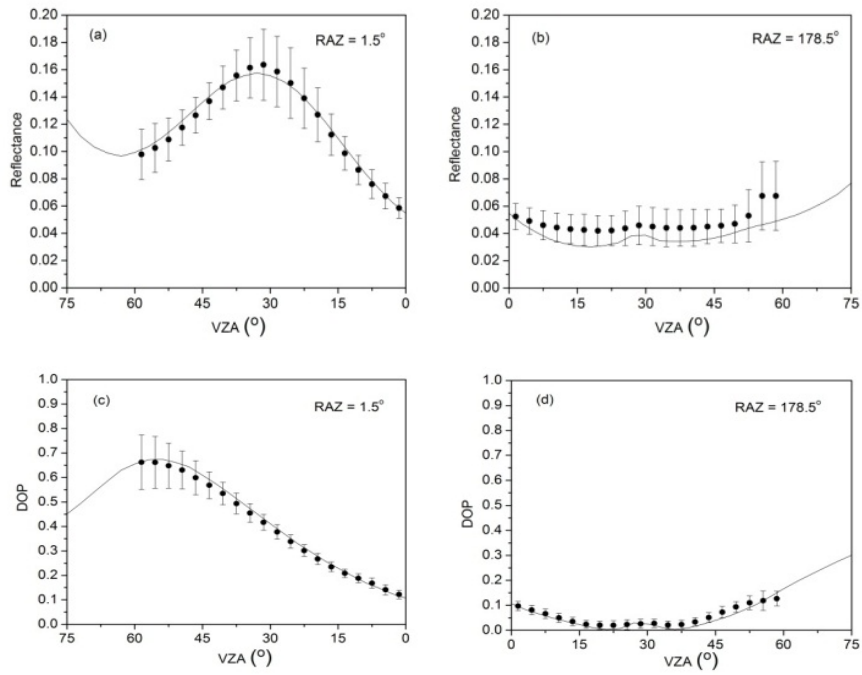 (a)
RAZ = 1.5°
Reflectance
0.20
0.18
0.16
0.14
0.12
0.10
0.08
0.06
0.04
0.02
0.00
75 60 45 30 15 0
VZA (°)
(b)
RAZ = 178.5°
Reflectance
0.20
0.18
0.16
0.14
0.12
0.10
0.08
0.06
0.04
0.02
0.00
0 15 30 45 60 75
VZA (°)
(c)
RAZ = 1.5°
DOP
1.0
0.9
0.8
0.7
0.6
0.5
0.4
0.3
0.2
0.1
0.0
75 60 45 30 15 0
VZA (°)
(d)
RAZ = 178.5°
DOP
1.0
0.9
0.8
0.7
0.6
0.5
0.4
0.3
0.2
0.1
0.0
0 15 30 45 60 75
VZA (°)